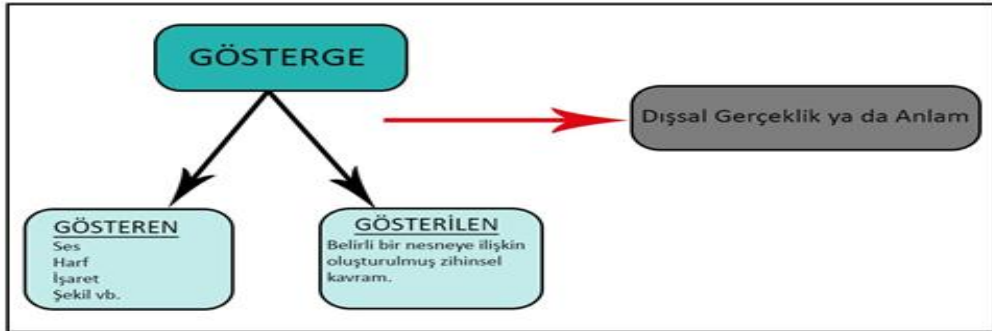 GÖSTERGE
Dışsal Gerçeklik ya da Anlam
GÖSTEREN
Ses
Harf
İşaret
Şekil vb.
GÖSTERİLEN
Belirli bir nesneye ilişkin
oluşturulmuş zihinsel
kavram.